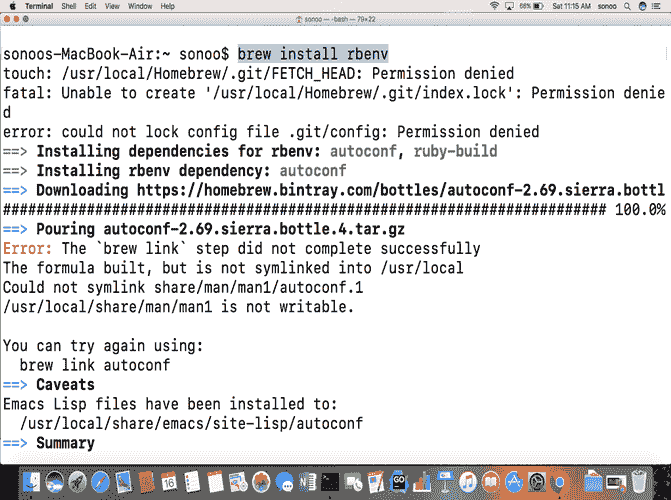 Terminal Shell Edit View Window Help 66% Sat 11:15 AM sonoo
sonoo — -bash — 79×22
sonoos-MacBook-Air:~ sonoo$ brew install rbenv
touch: /usr/local/Homebrew/.git/FETCH_HEAD: Permission denied
fatal: Unable to create '/usr/local/Homebrew/.git/index.lock': Permission denie
d
error: could not lock config file .git/config: Permission denied
==> Installing dependencies for rbenv: autoconf, ruby-build
==> Installing rbenv dependency: autoconf
==> Downloading https://homebrew.bintray.com/bottles/autoconf-2.69.sierra.bottl
######################################################################## 100.0%
==> Pouring autoconf-2.69.sierra.bottle.4.tar.gz
Error: The `brew link` step did not complete successfully
The formula built, but is not symlinked into /usr/local
Could not symlink share/man/man1/autoconf.1
/usr/local/share/man/man1 is not writable.
You can try again using:
brew link autoconf
==> Caveats
Emacs Lisp files have been installed to:
/usr/local/share/emacs/site-lisp/autoconf
==> Summary
16
GO